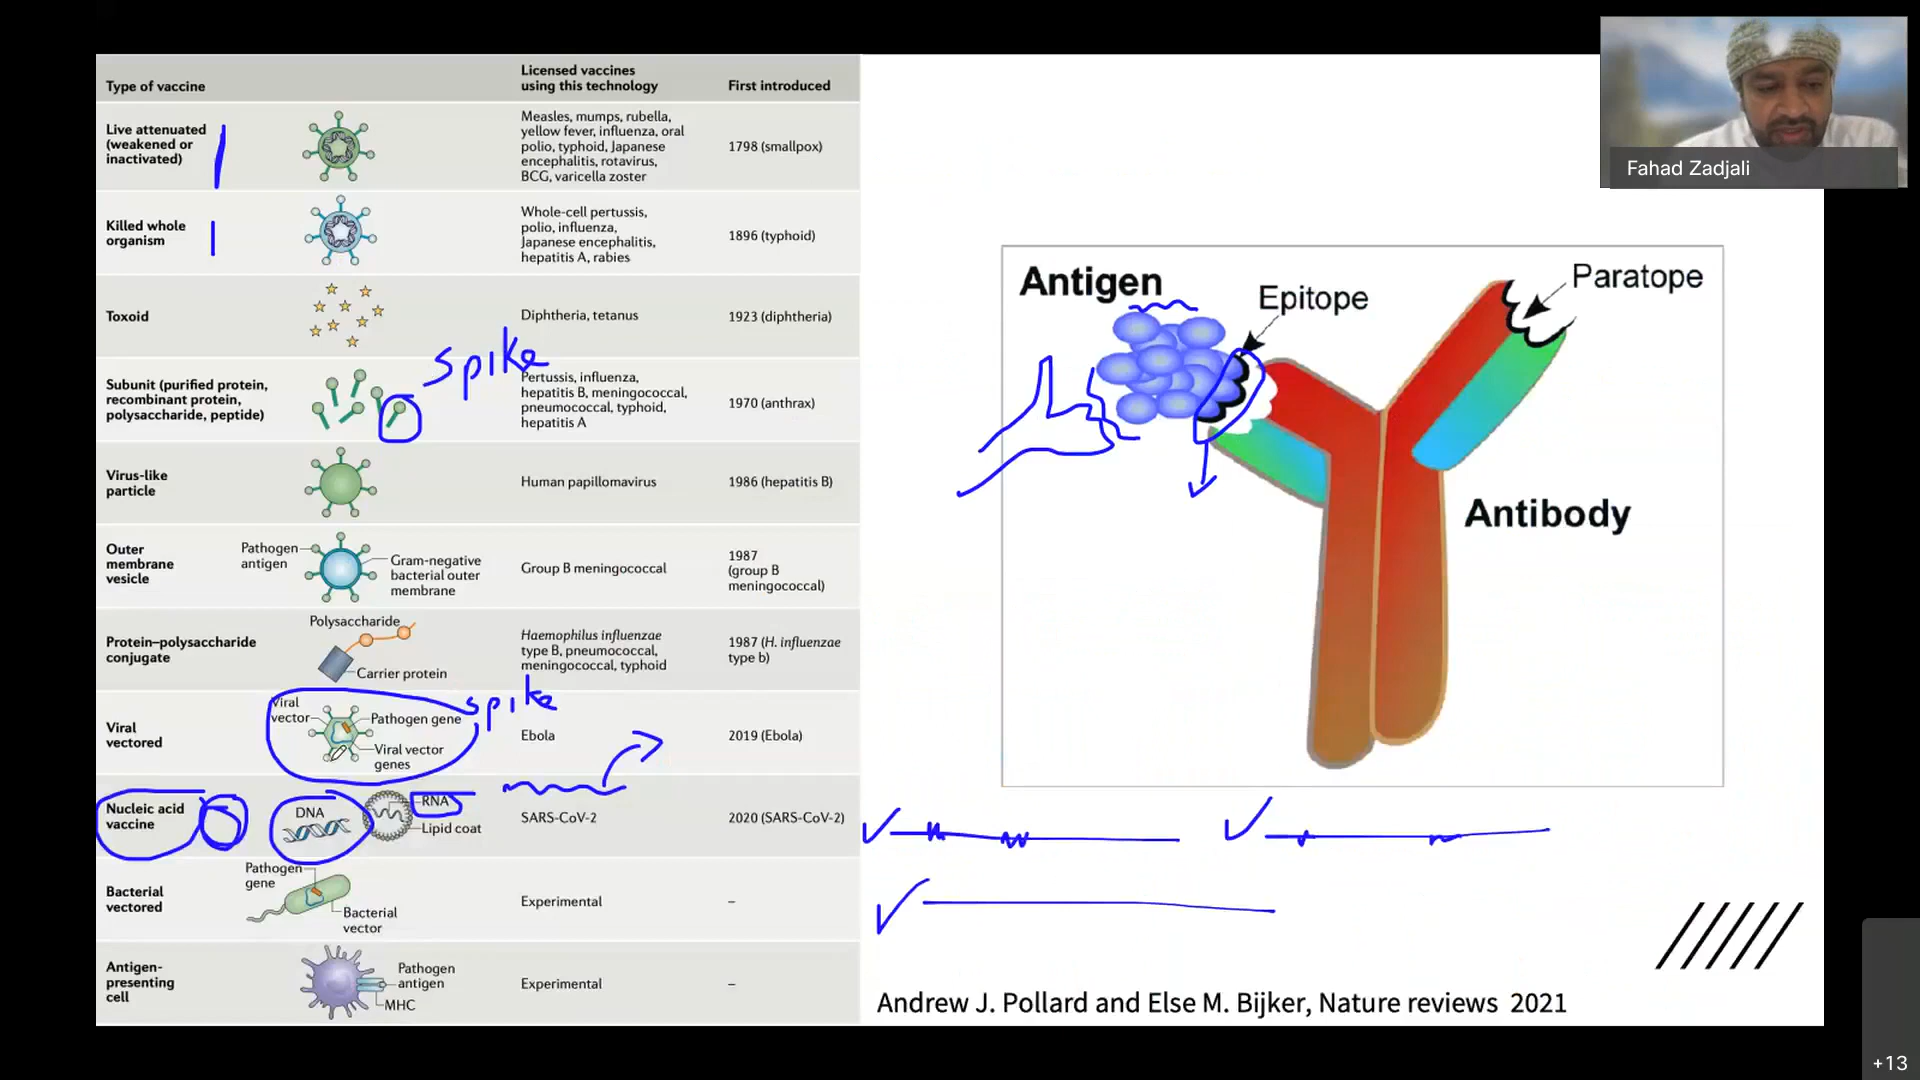 Type of vaccine
Licensed vaccines
using this technology
First introduced
Live attenuated
(weakened or
inactivated)
Measles, mumps, rubella,
yellow fever, influenza, oral
polio, typhoid, Japanese
encephalitis, rotavirus,
BCG, varicella zoster
1798 (smallpox)
Killed whole
organism
Whole-cell pertussis,
polio, influenza,
Japanese encephalitis,
hepatitis A, rabies
1896 (typhoid)
Toxoid
Diphtheria, tetanus
1923 (diphtheria)
Spike
Subunit (purified protein,
recombinant protein,
polysaccharide, peptide)
Pertussis, influenza,
hepatitis B, meningococcal,
pneumococcal, typhoid,
hepatitis A
1970 (anthrax)
Virus-like
particle
Human papillomavirus
1986 (hepatitis B)
Outer
membrane
vesicle
Pathogen
antigen
Gram-negative
bacterial outer
membrane
Group B meningococcal
1987
(group B
meningococcal)
Protein–polysaccharide
conjugate
Polysaccharide
Carrier protein
Haemophilus influenzae
type B, pneumococcal,
meningococcal, typhoid
1987 (H. influenzae
type b)
Spike
Viral
vectored
Viral
vector
Pathogen gene
Viral vector
genes
Ebola
2019 (Ebola)
Nucleic acid
vaccine
DNA
RNA
Lipid coat
SARS-CoV-2
2020 (SARS-CoV-2)
Bacterial
vectored
Pathogen
gene
Bacterial
vector
Experimental
–
Antigen-
presenting
cell
Pathogen
antigen
MHC
Experimental
–
Antigen
Epitope
Paratope
Antibody
Andrew J. Pollard and Else M. Bijker, Nature reviews 2021
Fahad Zadjali
+13